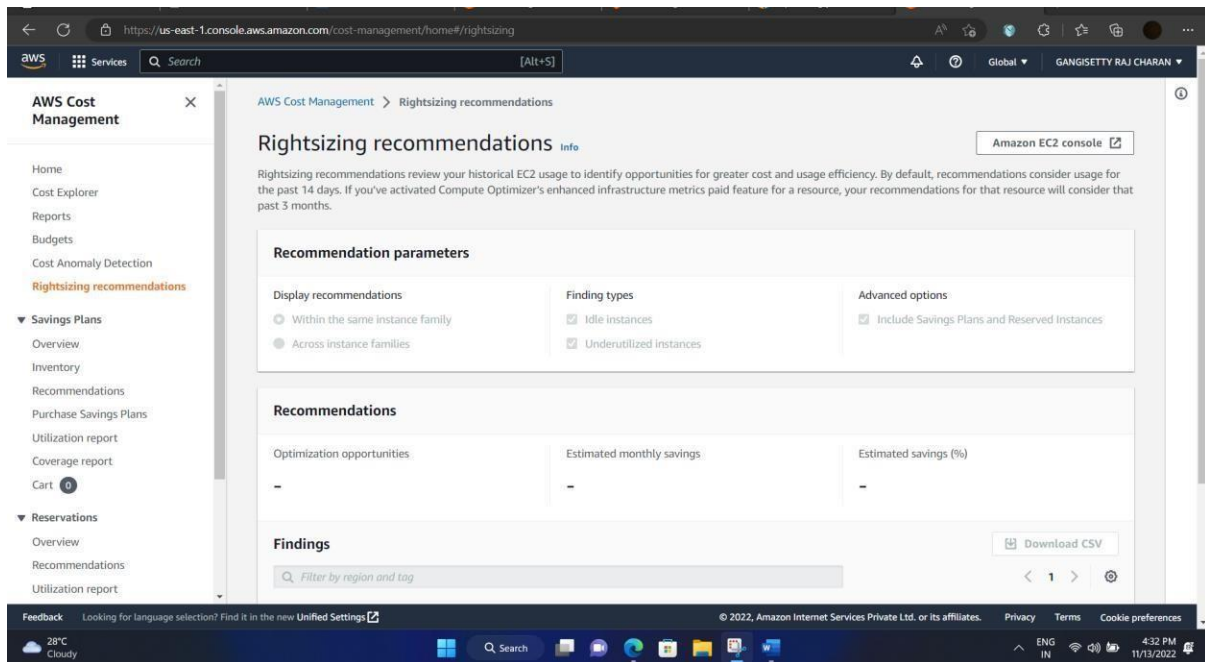 https://us-east-1.console.aws.amazon.com/cost-management/home#/rightsizing
aws
Services
Search
[Alt+S]
Global
GANGISETTY RAJ CHARAN
AWS Cost
Management
Home
Cost Explorer
Reports
Budgets
Cost Anomaly Detection
Rightsizing recommendations
Savings Plans
Overview
Inventory
Recommendations
Purchase Savings Plans
Utilization report
Coverage report
Cart 0
Reservations
Overview
Recommendations
Utilization report
AWS Cost Management > Rightsizing recommendations
Rightsizing recommendations Info
Amazon EC2 console
Rightsizing recommendations review your historical EC2 usage to identify opportunities for greater cost and usage efficiency. By default, recommendations consider usage for
the past 14 days. If you've activated Compute Optimizer's enhanced infrastructure metrics paid feature for a resource, your recommendations for that resource will consider that
past 3 months.
Recommendation parameters
Display recommendations
Within the same instance family
Across instance families
Finding types
Idle instances
Underutilized instances
Advanced options
Include Savings Plans and Reserved Instances
Recommendations
Optimization opportunities
-
Estimated monthly savings
-
Estimated savings (%)
-
Findings
Download CSV
Filter by region and tag
< 1 >
Feedback
Looking for language selection? Find it in the new Unified Settings
© 2022, Amazon Internet Services Private Ltd. or its affiliates.
Privacy
Terms
Cookie preferences
28°C
Cloudy
Search
ENG
IN
4:32 PM
11/13/2022